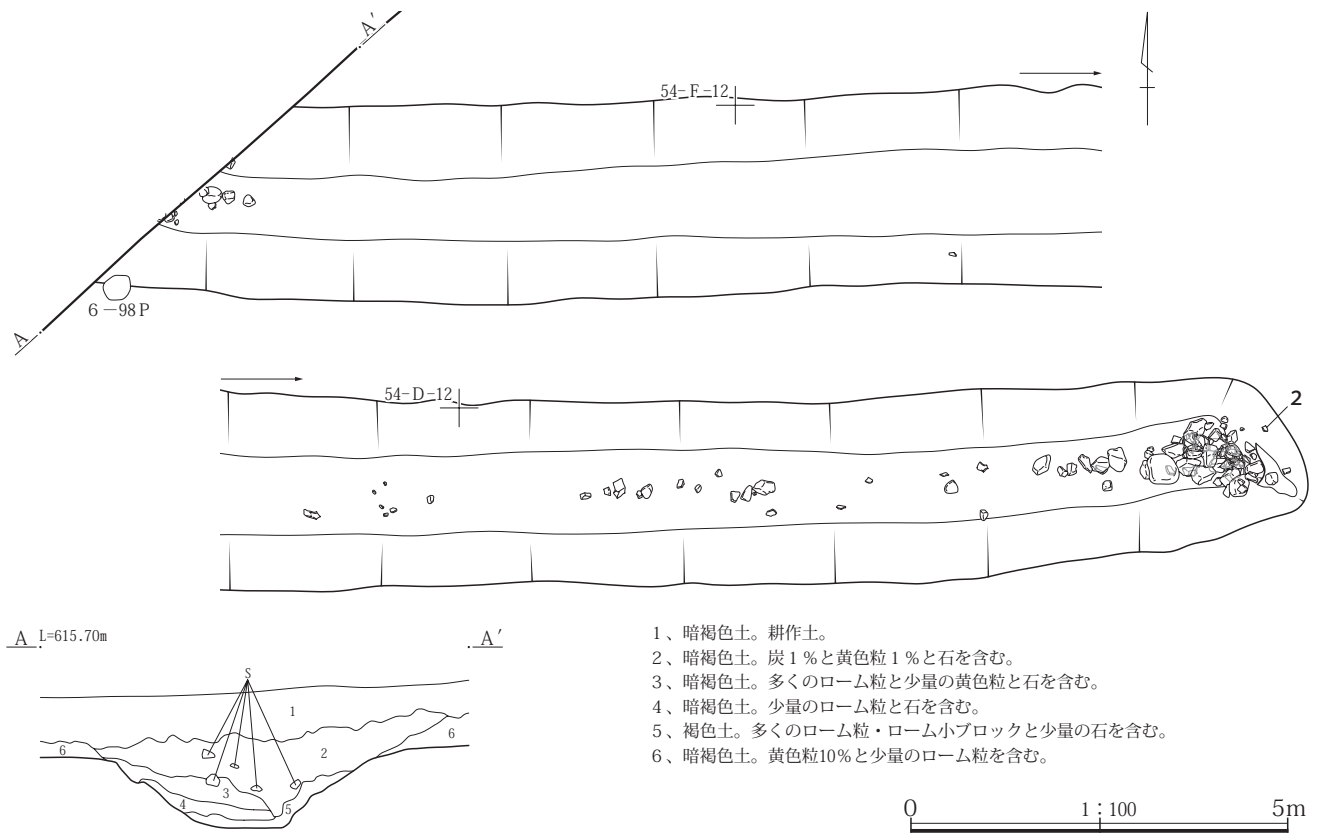 A′
54-F-12
6－98P
A
54-D-12
2
A L=615.70m A′
S
1
2
3
4
5
6
6
1、暗褐色土。耕作土。
2、暗褐色土。炭1％と黄色粒1％と石を含む。
3、暗褐色土。多くのローム粒と少量の黄色粒と石を含む。
4、暗褐色土。少量のローム粒と石を含む。
5、褐色土。多くのローム粒・ローム小ブロックと少量の石を含む。
6、暗褐色土。黄色粒10％と少量のローム粒を含む。
0 1：100 5m